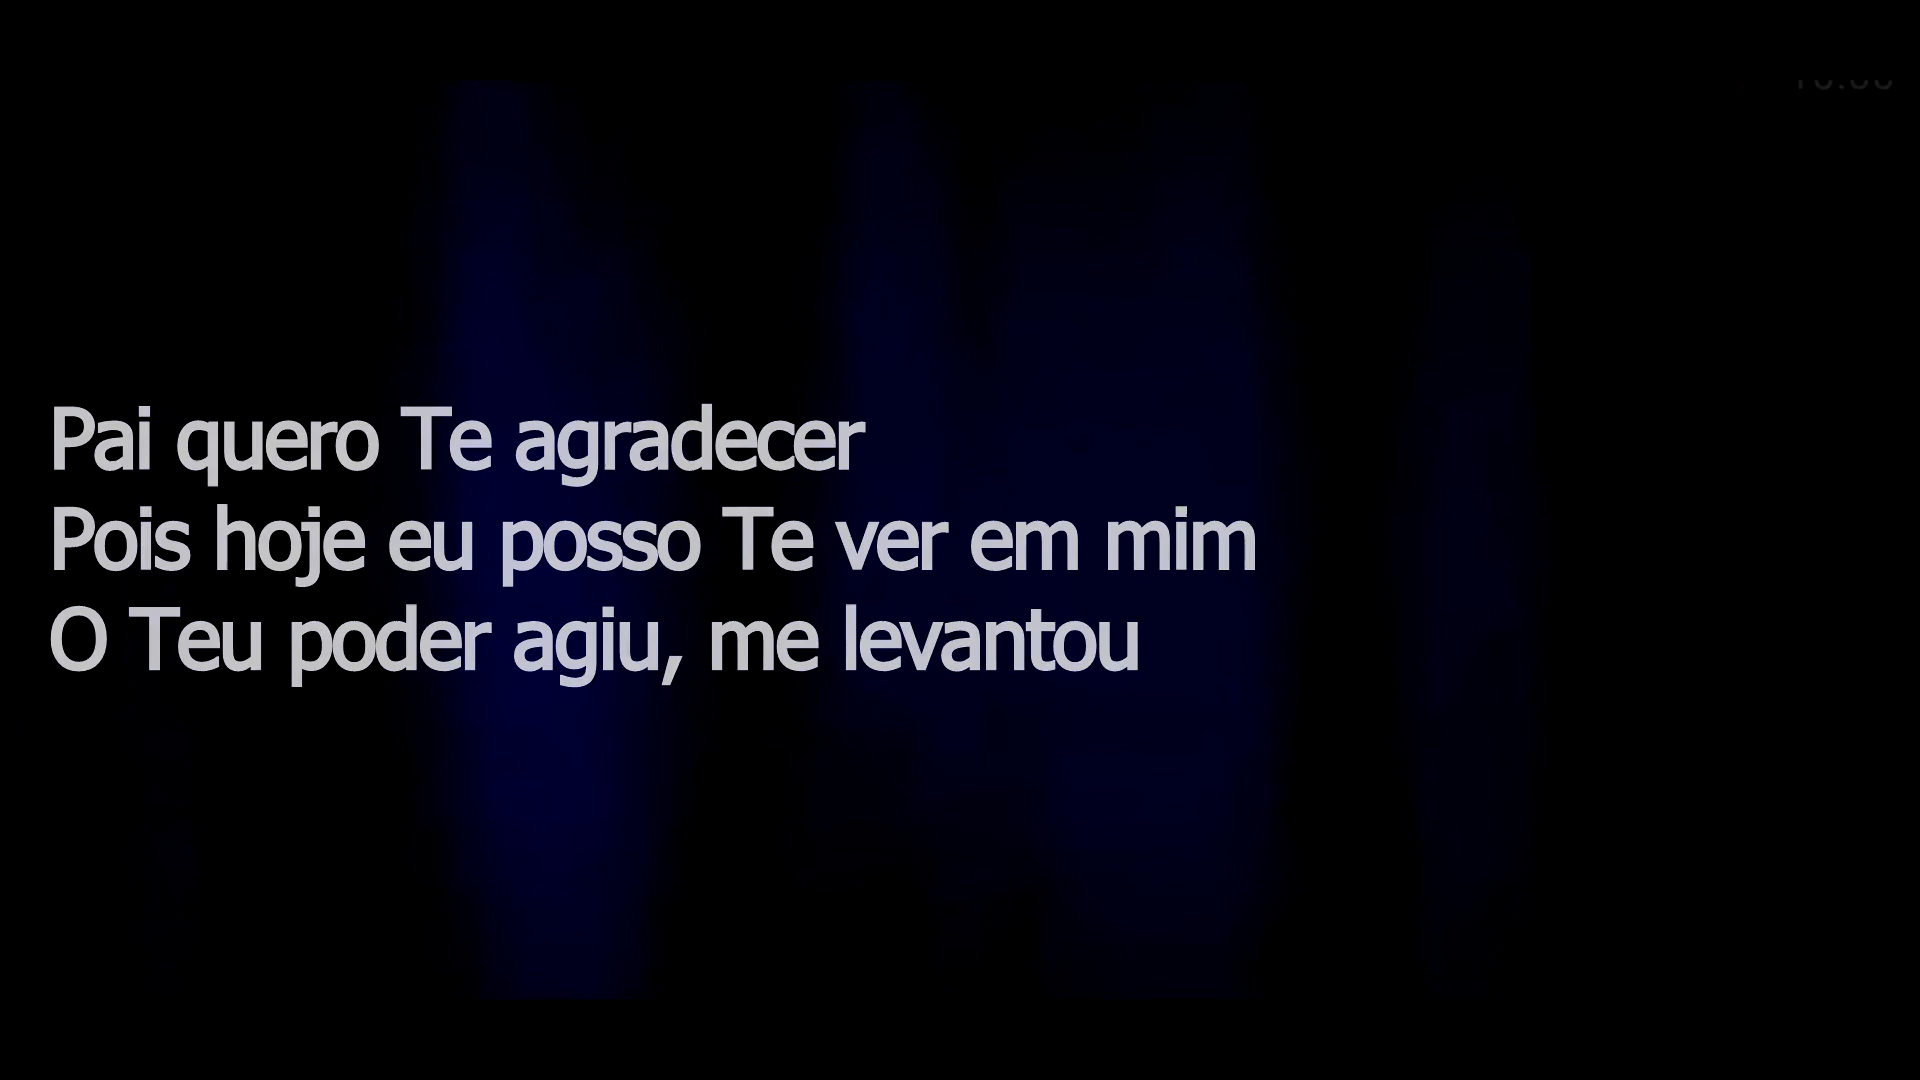 Pai quero Te agradecer
Pois hoje eu posso Te ver em mim
O Teu poder agiu, me levantou